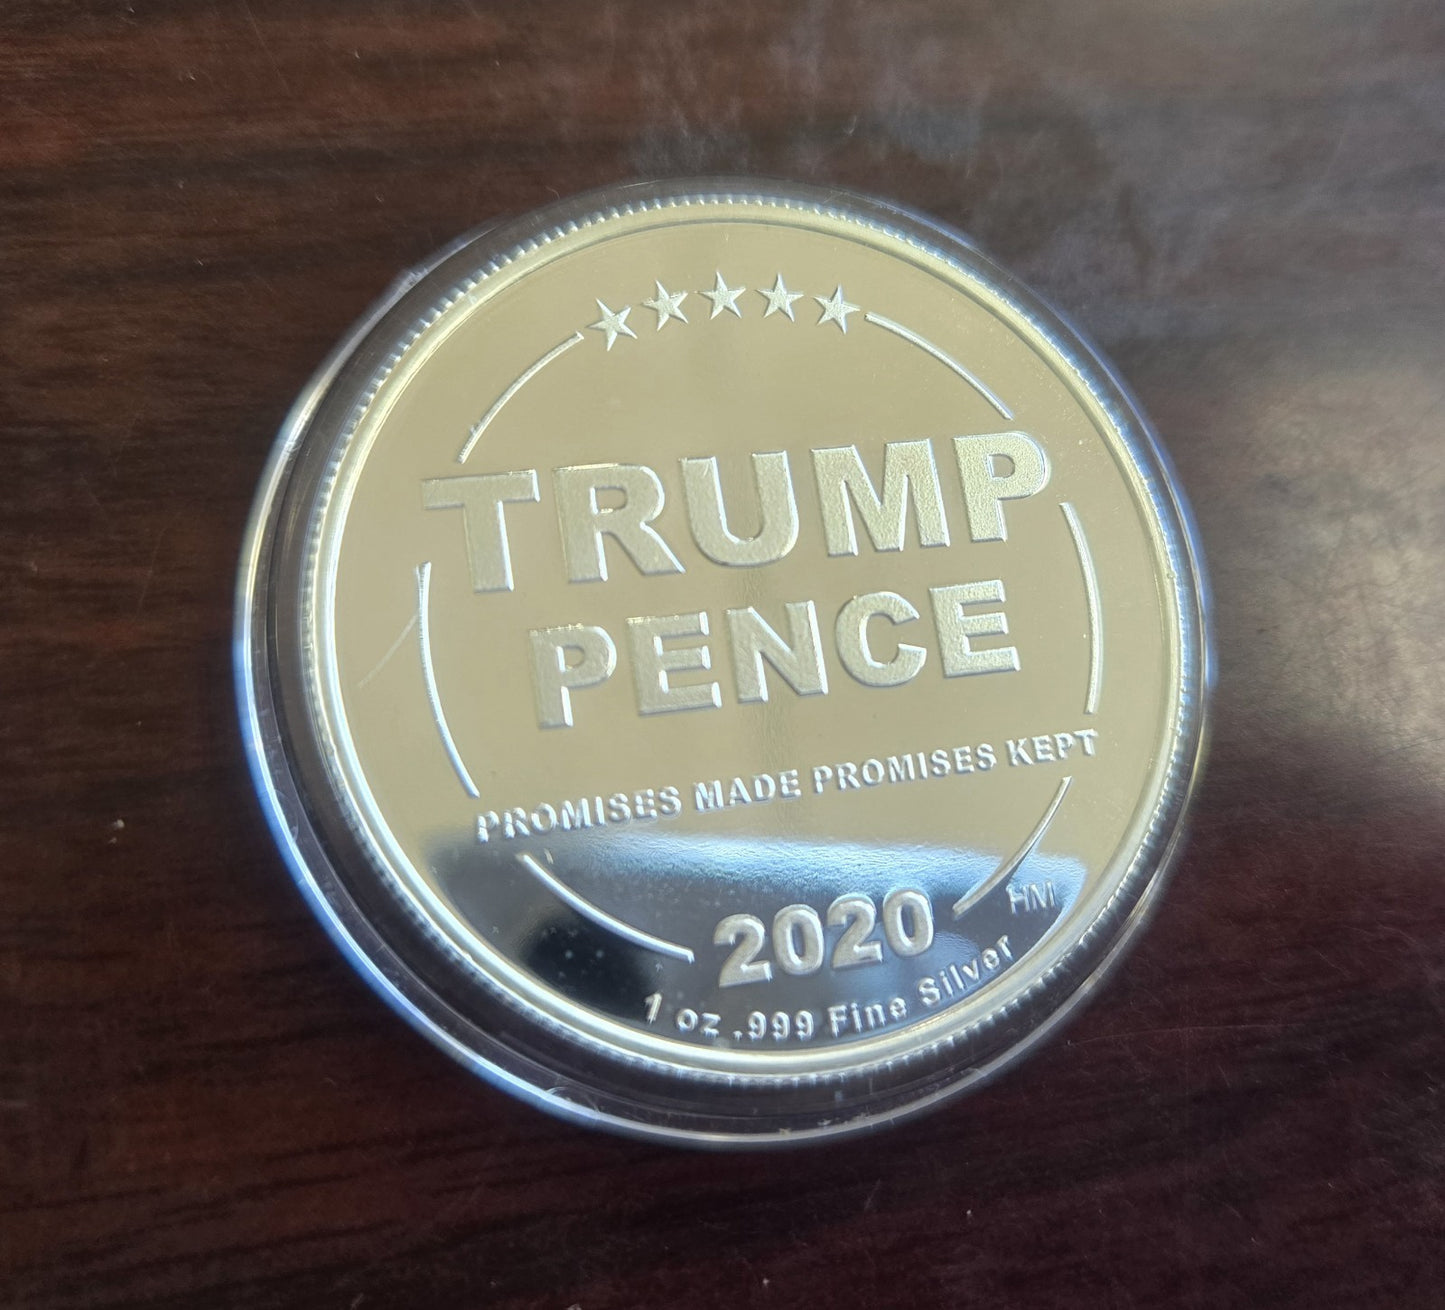 TRUMP
PENCE
PROMISES MADE PROMISES KEPT
2020
HM
1 oz .999 Fine Silver